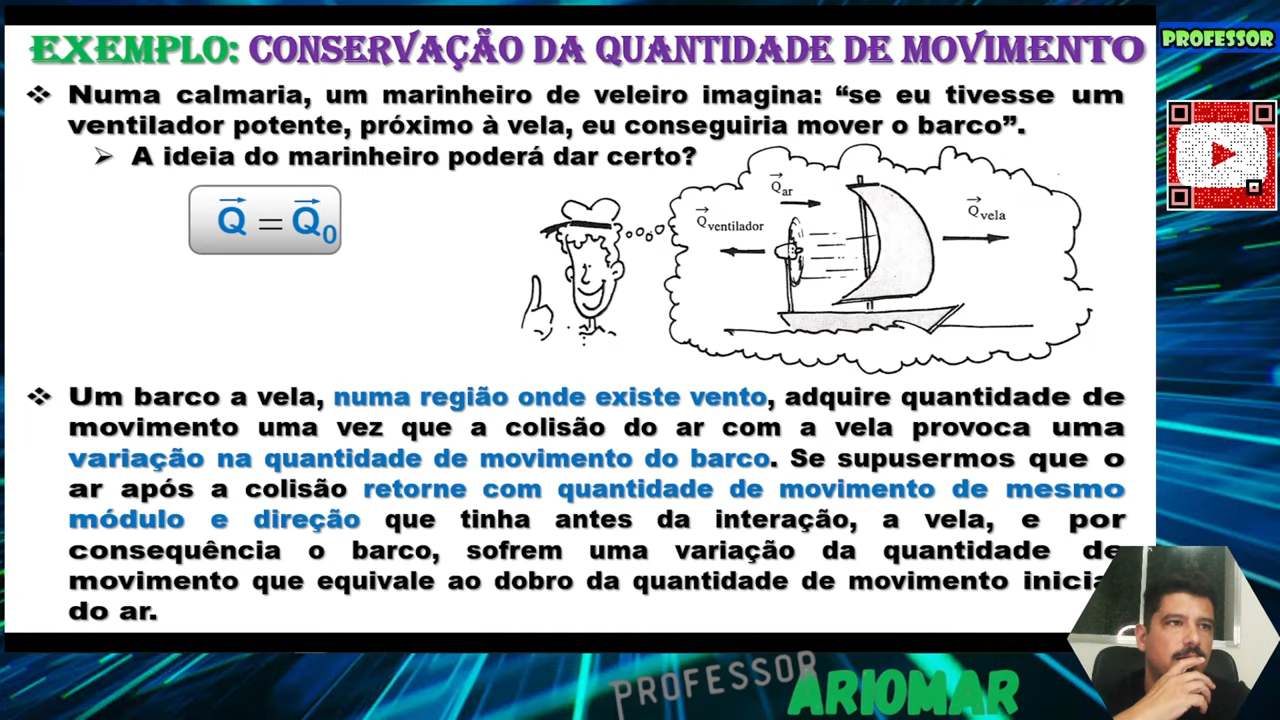 EXEMPLO: CONSERVAÇÃO DA QUANTIDADE DE MOVIMENTO
PROFESSOR
❖ Numa calmaria, um marinheiro de veleiro imagina: “se eu tivesse um
ventilador potente, próximo à vela, eu conseguiria mover o barco”.
➢ A ideia do marinheiro poderá dar certo?
Q = Q0
Qar
Qventilador
Qvela
❖ Um barco a vela, numa região onde existe vento, adquire quantidade de
movimento uma vez que a colisão do ar com a vela provoca uma
variação na quantidade de movimento do barco. Se supusermos que o
ar após a colisão retorne com quantidade de movimento de mesmo
módulo e direção que tinha antes da interação, a vela, e por
consequência o barco, sofrem uma variação da quantidade de
movimento que equivale ao dobro da quantidade de movimento inicial
do ar.
PROFESSOR
ARIOMAR